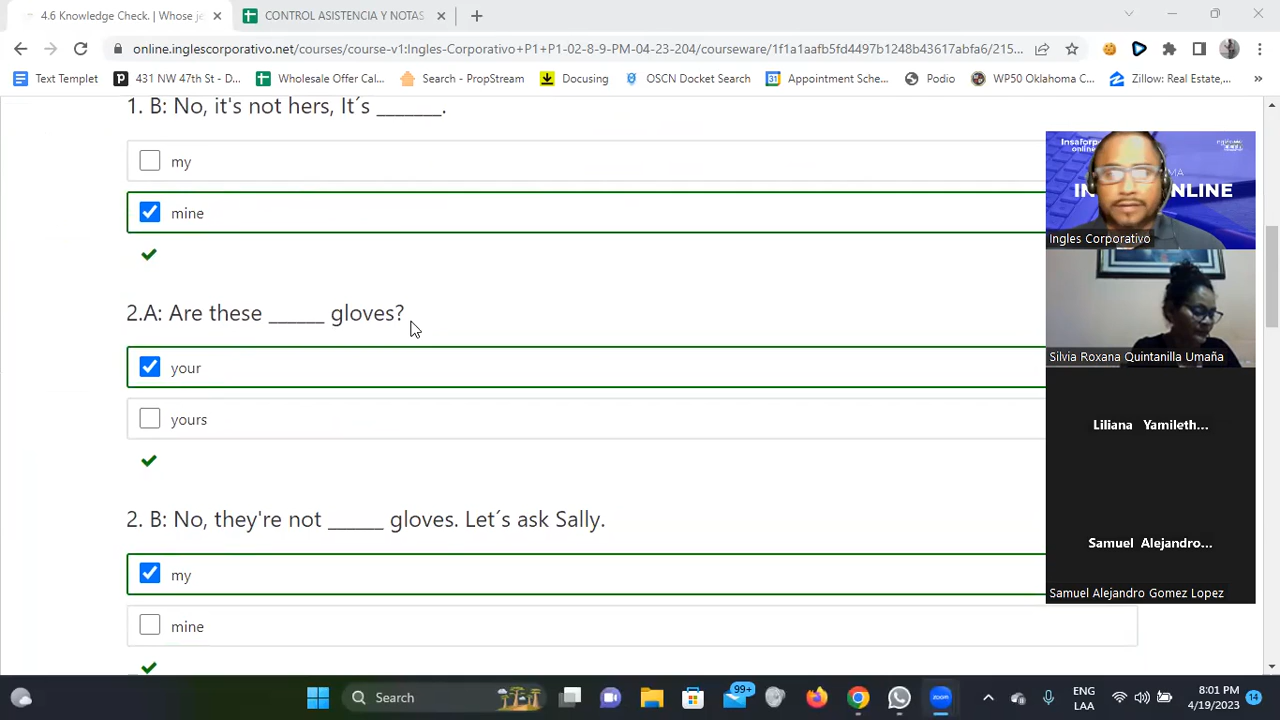 4.6 Knowledge Check. | Whose je
CONTROL ASISTENCIA Y NOTAS
online.inglescorporativo.net/courses/course-v1:Ingles-Corporativo+P1+P1-02-8-9-PM-04-23-204/courseware/1f1a1aafb5fd4497b1248b43617abfa6/215...
Text Templet
431 NW 47th St - D...
Wholesale Offer Cal...
Search - PropStream
Docusing
OSCN Docket Search
Appointment Sche...
Podio
WP50 Oklahoma C...
Zillow: Real Estate,...
1. B: No, it's not hers, It´s _______.
my
mine
2.A: Are these ______ gloves?
your
yours
2. B: No, they're not ______ gloves. Let´s ask Sally.
my
mine
Ingles Corporativo
Silvia Roxana Quintanilla Umaña
Liliana Yamileth...
Samuel Alejandro...
Samuel Alejandro Gomez Lopez
Search
99+
ENG
LAA
8:01 PM
4/19/2023
14